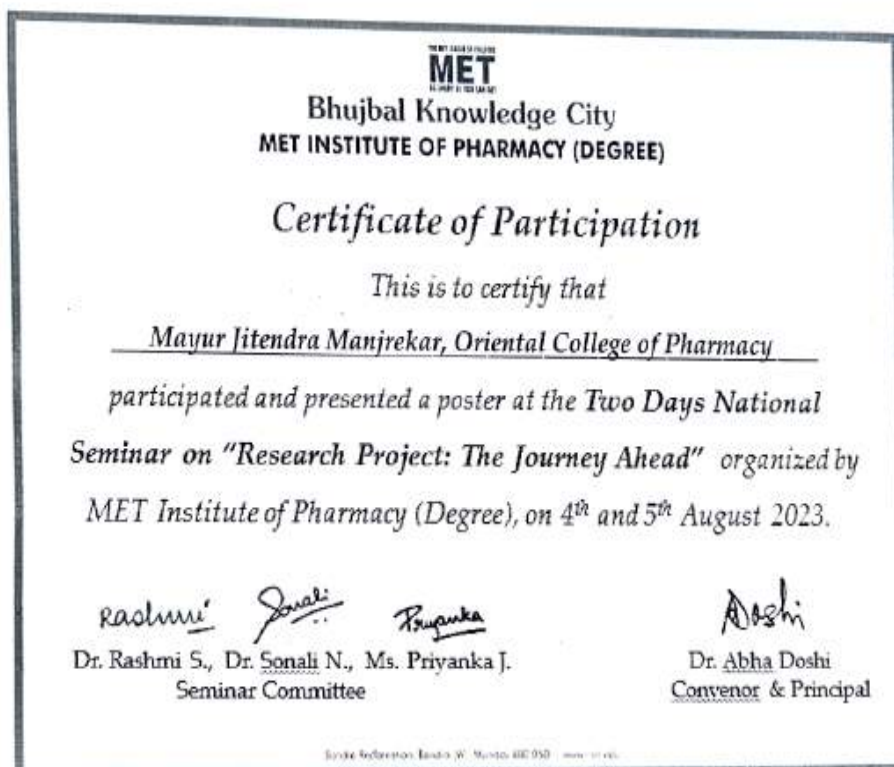 MET
Bhujbal Knowledge City
MET INSTITUTE OF PHARMACY (DEGREE)
Certificate of Participation
This is to certify that
Mayur Jitendra Manjrekar, Oriental College of Pharmacy
participated and presented a poster at the Two Days National
Seminar on "Research Project: The Journey Ahead" organized by
MET Institute of Pharmacy (Degree), on 4th and 5th August 2023.
Rashmi Sonali Priyanka ADoshi
Dr. Rashmi S., Dr. Sonali N., Ms. Priyanka J. Dr. Abha Doshi
Seminar Committee Convenor & Principal